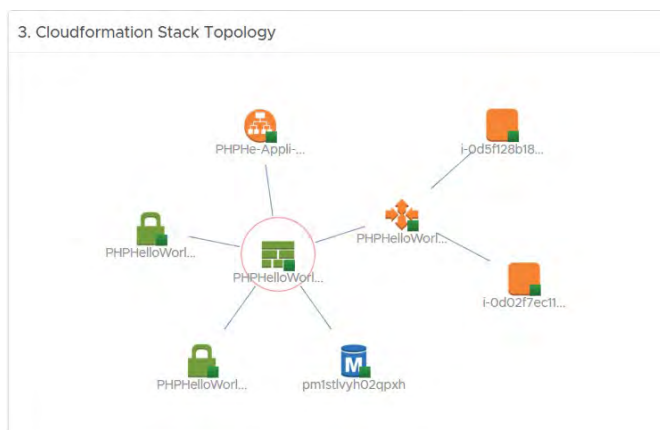 3. Cloudformation Stack Topology
PHPHe-Appli-...
i-0d5f128b18...
PHPHelloWorl...
PHPHelloWorl...
PHPHelloWorl...
i-0d02f7ec11...
PHPHelloWorl...
pm1stlvyh02qpxh
M